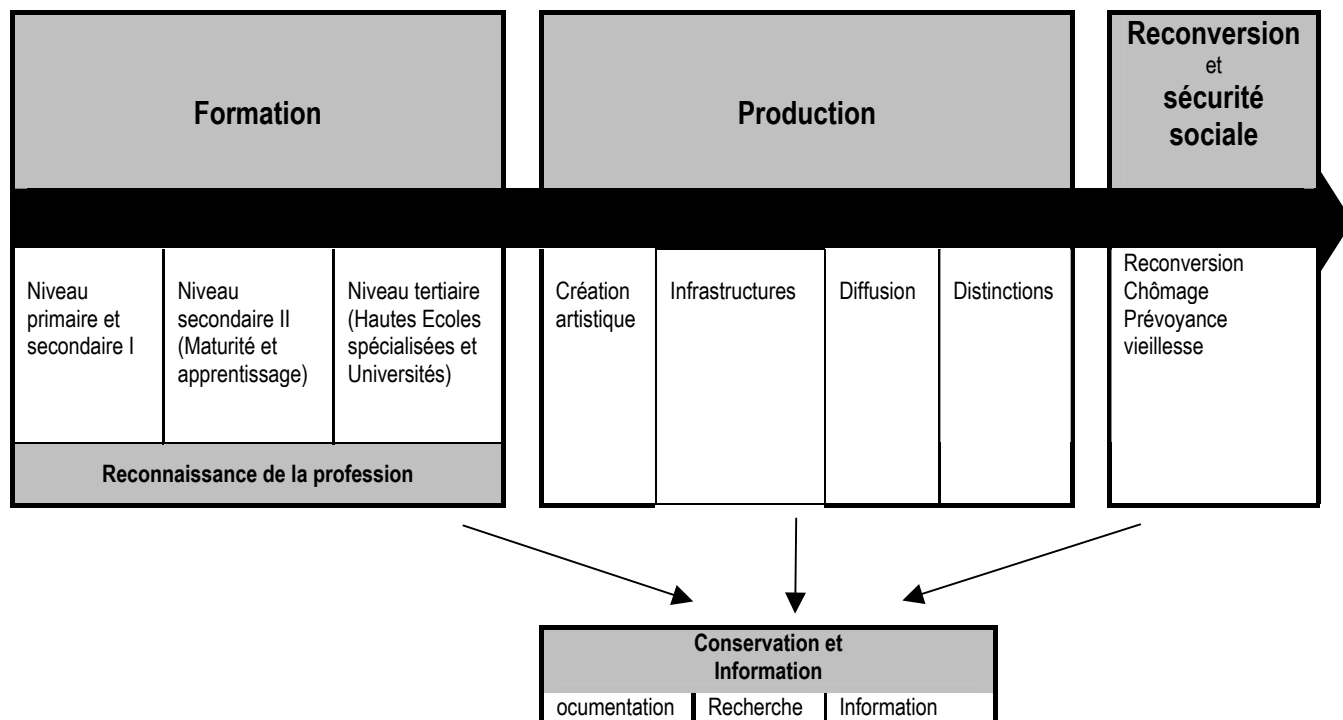 Formation
Production
Reconversion
et
sécurité
sociale
Niveau
primaire et
secondaire I
Niveau
secondaire II
(Maturité et
apprentissage)
Niveau tertiaire
(Hautes Ecoles
spécialisées et
Universités)
Création
artistique
Infrastructures
Diffusion
Distinctions
Reconversion
Chômage
Prévoyance
vieillesse
Reconnaissance de la profession
Conservation et
Information
ocumentation
Recherche
Information